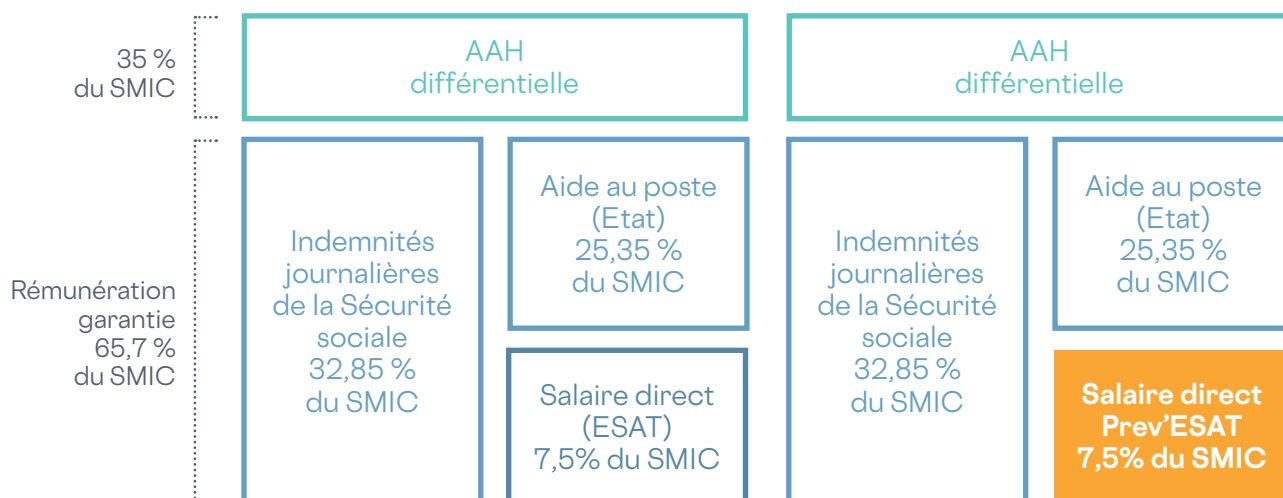 35 %
du SMIC
AAH
différentielle
AAH
différentielle
Rémunération
garantie
65,7 %
du SMIC
Indemnités
journalières
de la Sécurité
sociale
32,85 %
du SMIC
Aide au poste
(Etat)
25,35 %
du SMIC
Salaire direct
(ESAT)
7,5% du SMIC
Indemnités
journalières
de la Sécurité
sociale
32,85 %
du SMIC
Aide au poste
(Etat)
25,35 %
du SMIC
Salaire direct
Prev’ESAT
7,5% du SMIC